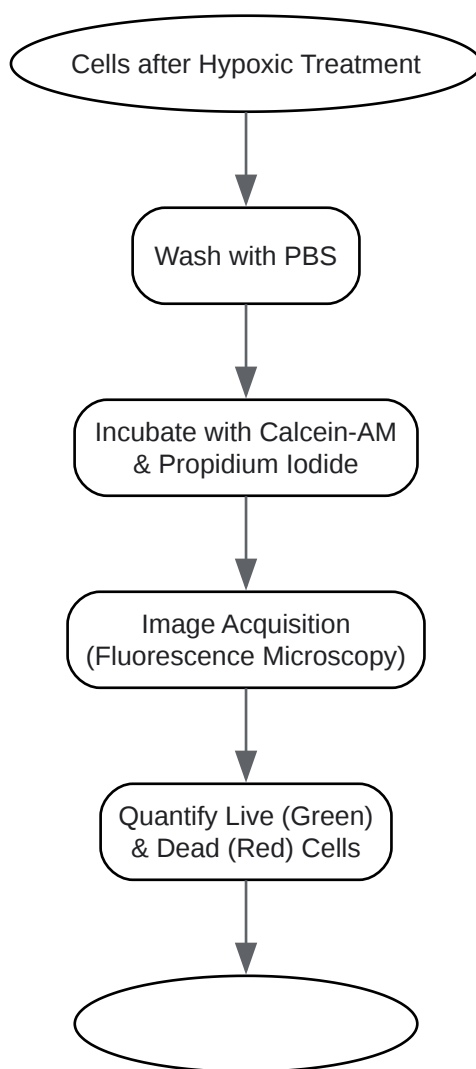 Cells after Hypoxic Treatment
Wash with PBS
Incubate with Calcein-AM
& Propidium Iodide
Image Acquisition
(Fluorescence Microscopy)
Quantify Live (Green)
& Dead (Red) Cells